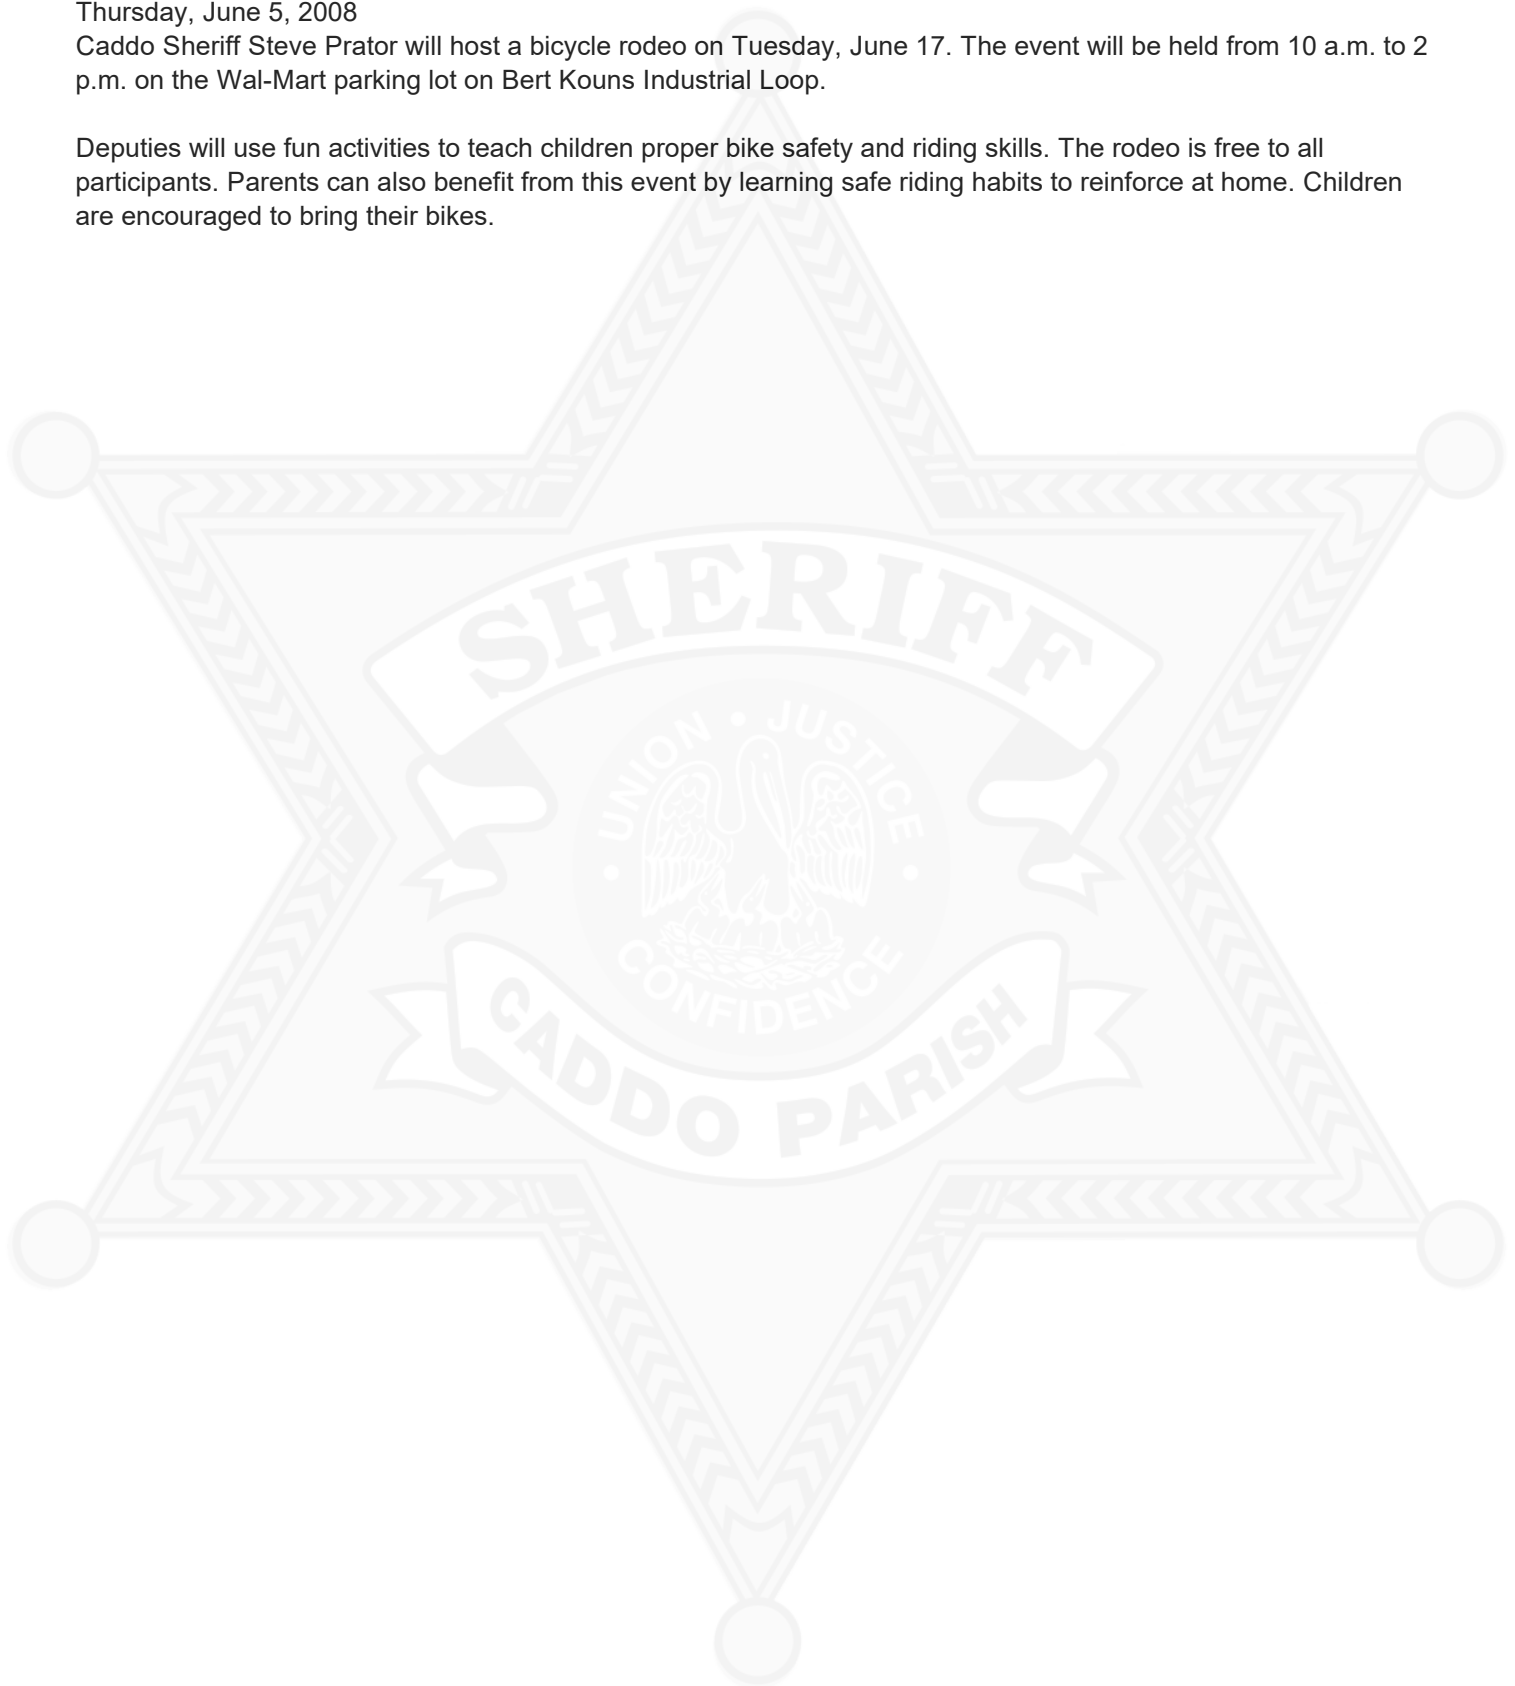 Thursday, June 5, 2008
Caddo Sheriff Steve Prator will host a bicycle rodeo on Tuesday, June 17. The event will be held from 10 a.m. to 2
p.m. on the Wal-Mart parking lot on Bert Kouns Industrial Loop.
Deputies will use fun activities to teach children proper bike safety and riding skills. The rodeo is free to all
participants. Parents can also benefit from this event by learning safe riding habits to reinforce at home. Children
are encouraged to bring their bikes.
SHERIFF
UNION • JUSTICE
• CONFIDENCE •
CADDO PARISH